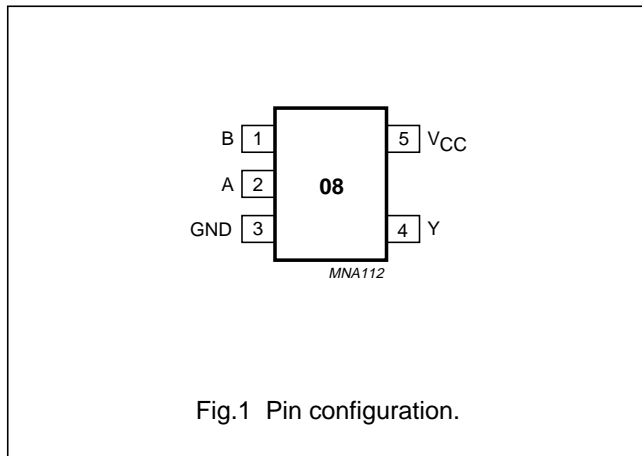 B 1 5 VCC
A 2 08
GND 3 4 Y
MNA112
Fig.1 Pin configuration.